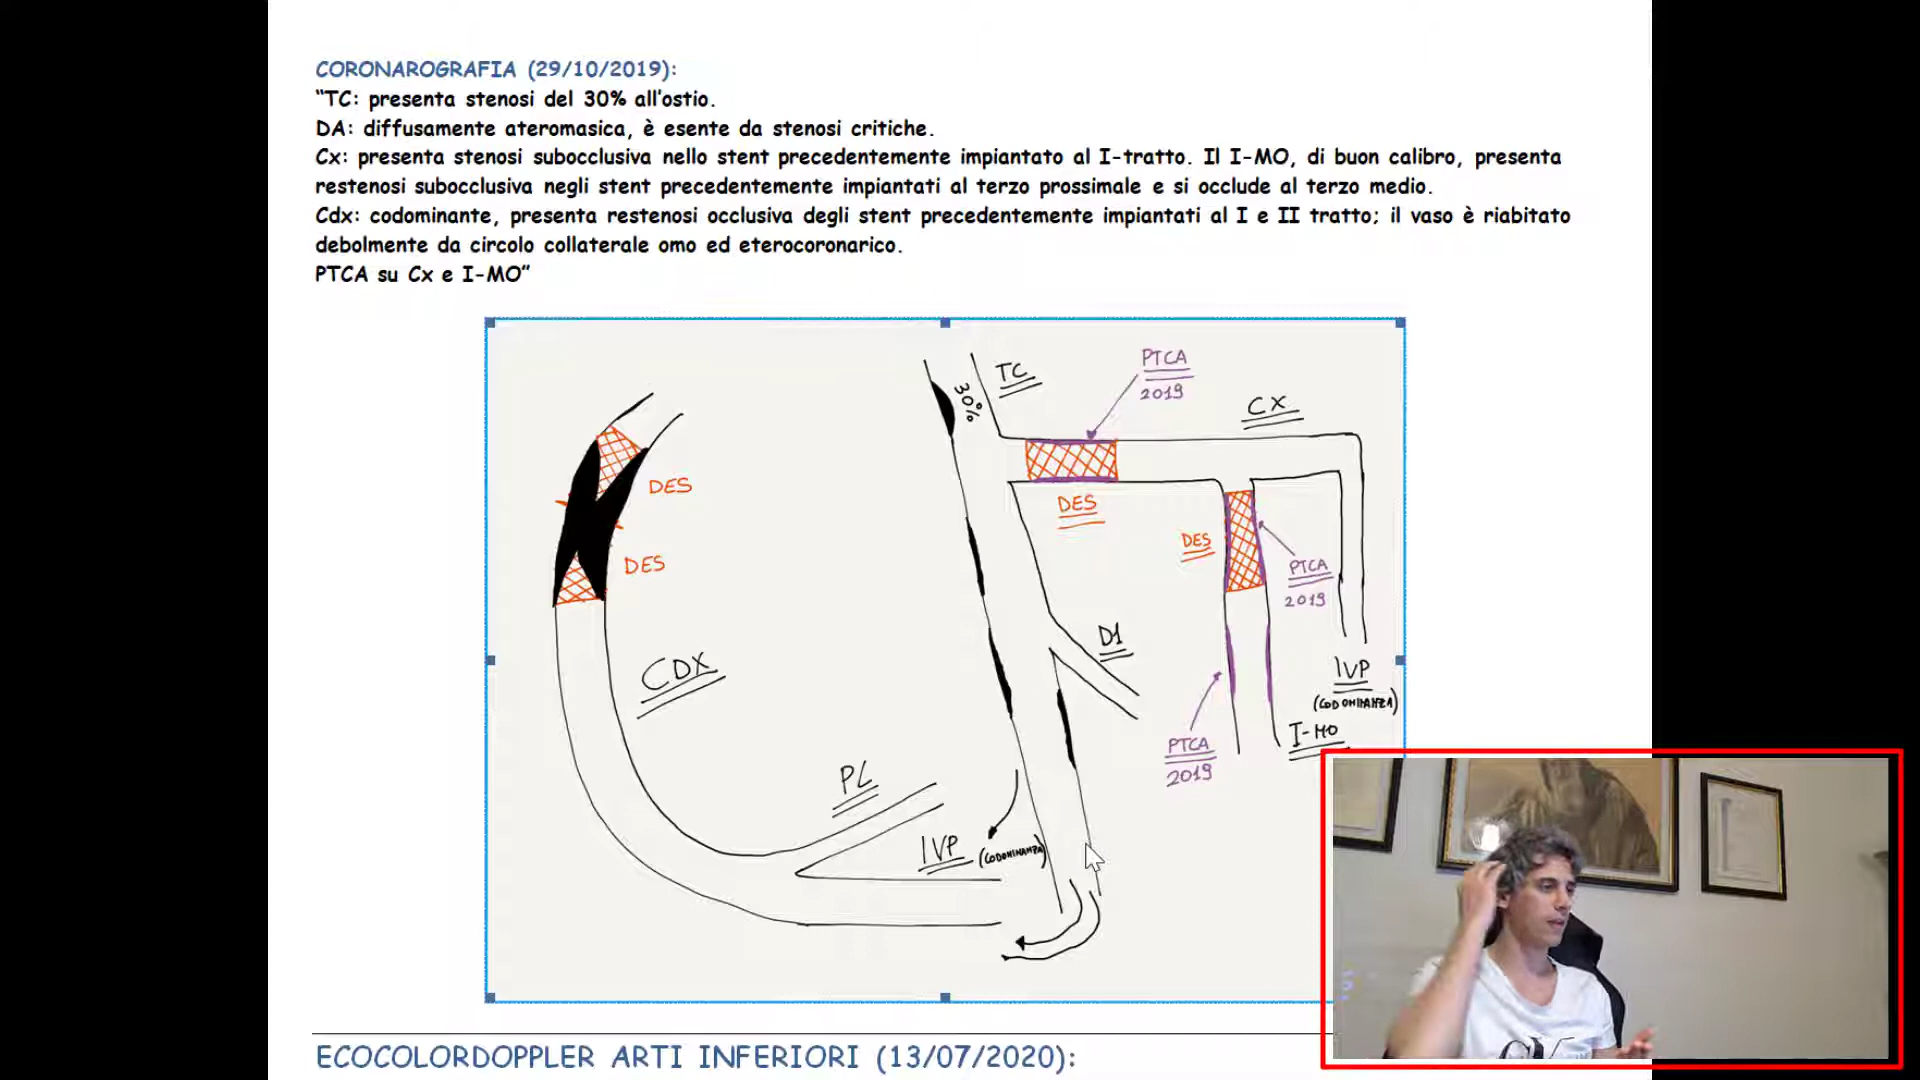 CORONAROGRAFIA (29/10/2019):
“TC: presenta stenosi del 30% all’ostio.
DA: diffusamente ateromasica, è esente da stenosi critiche.
Cx: presenta stenosi subocclusiva nello stent precedentemente impiantato al I-tratto. Il I-MO, di buon calibro, presenta
restenosi subocclusiva negli stent precedentemente impiantati al terzo prossimale e si occlude al terzo medio.
Cdx: codominante, presenta restenosi occlusiva degli stent precedentemente impiantati al I e II tratto; il vaso è riabitato
debolmente da circolo collaterale omo ed eterocoronarico.
PTCA su Cx e I-MO”
PTCA
2019
TC
30%
CX
DES
DES
DES
DES
PTCA
2019
D1
CDX
IVP
(CODOMINANZA)
I-MO
PTCA
2019
PL
IVP (CODOMINANZA)
ECOCOLORDOPPLER ARTI INFERIORI (13/07/2020):